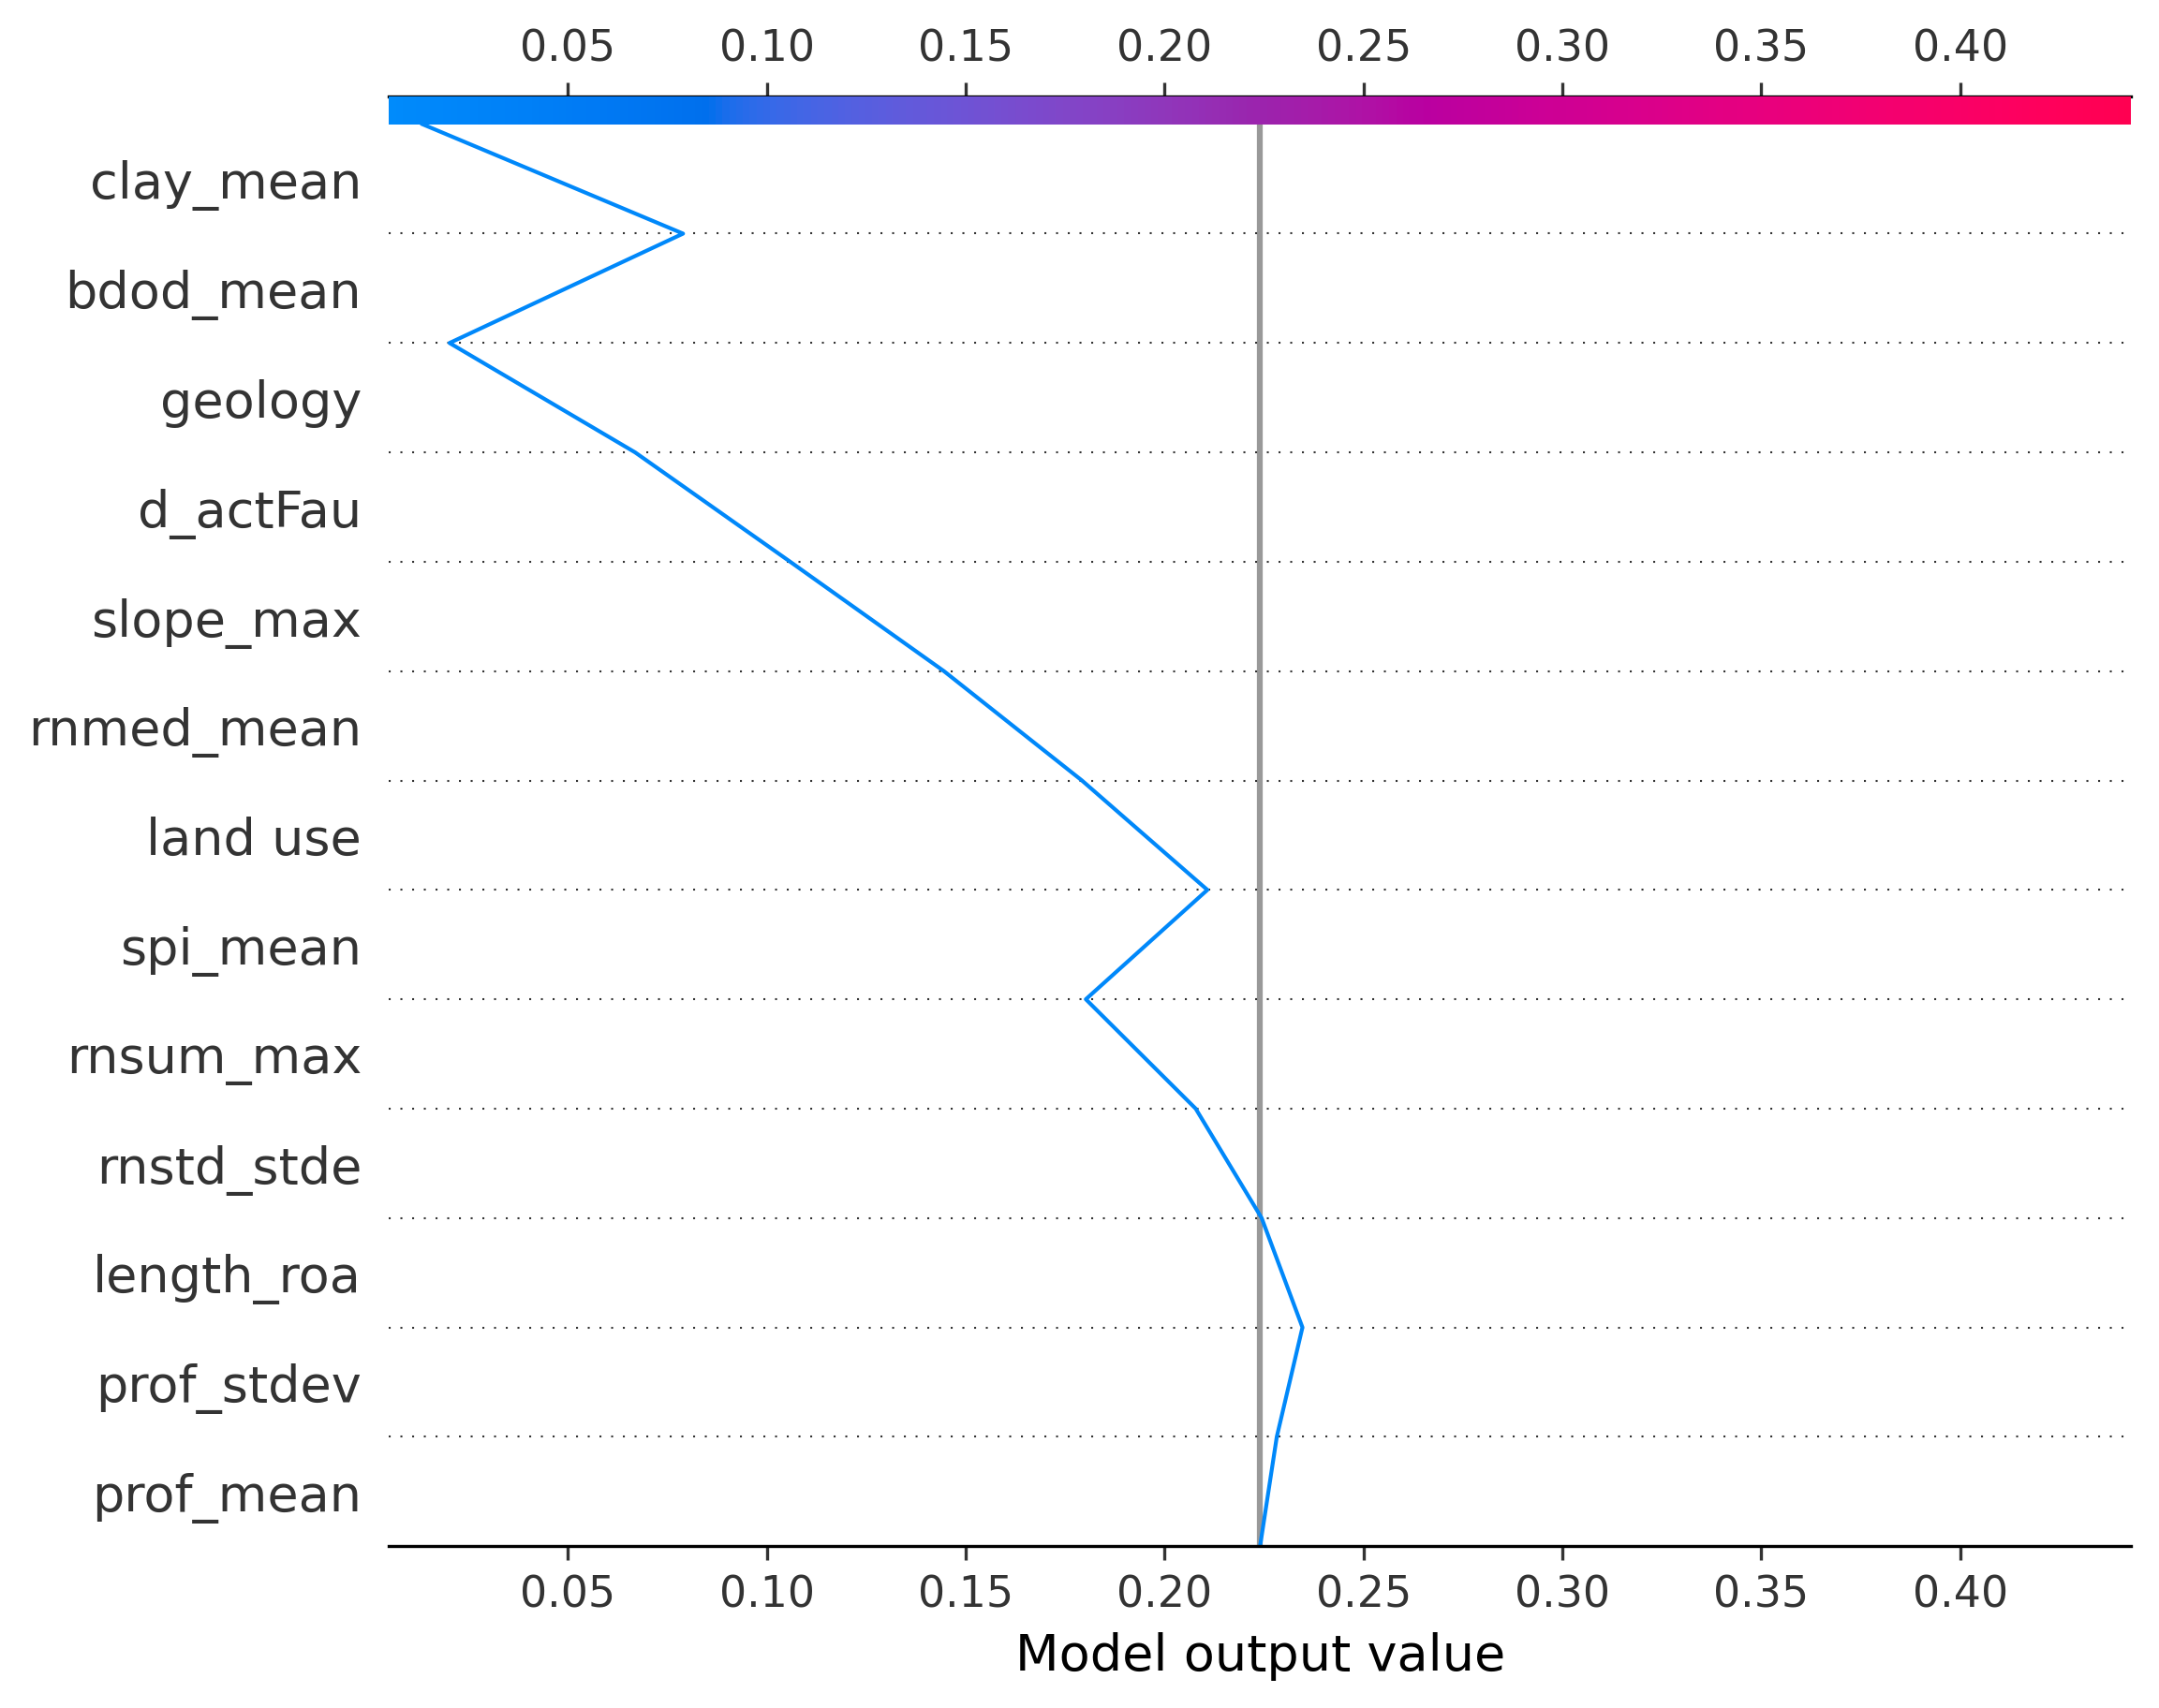 0.05 0.10 0.15 0.20 0.25 0.30 0.35 0.40
clay_mean
bdod_mean
geology
d_actFau
slope_max
rnmed_mean
land use
spi_mean
rnsum_max
rnstd_stde
length_roa
prof_stdev
prof_mean
0.05 0.10 0.15 0.20 0.25 0.30 0.35 0.40
Model output value